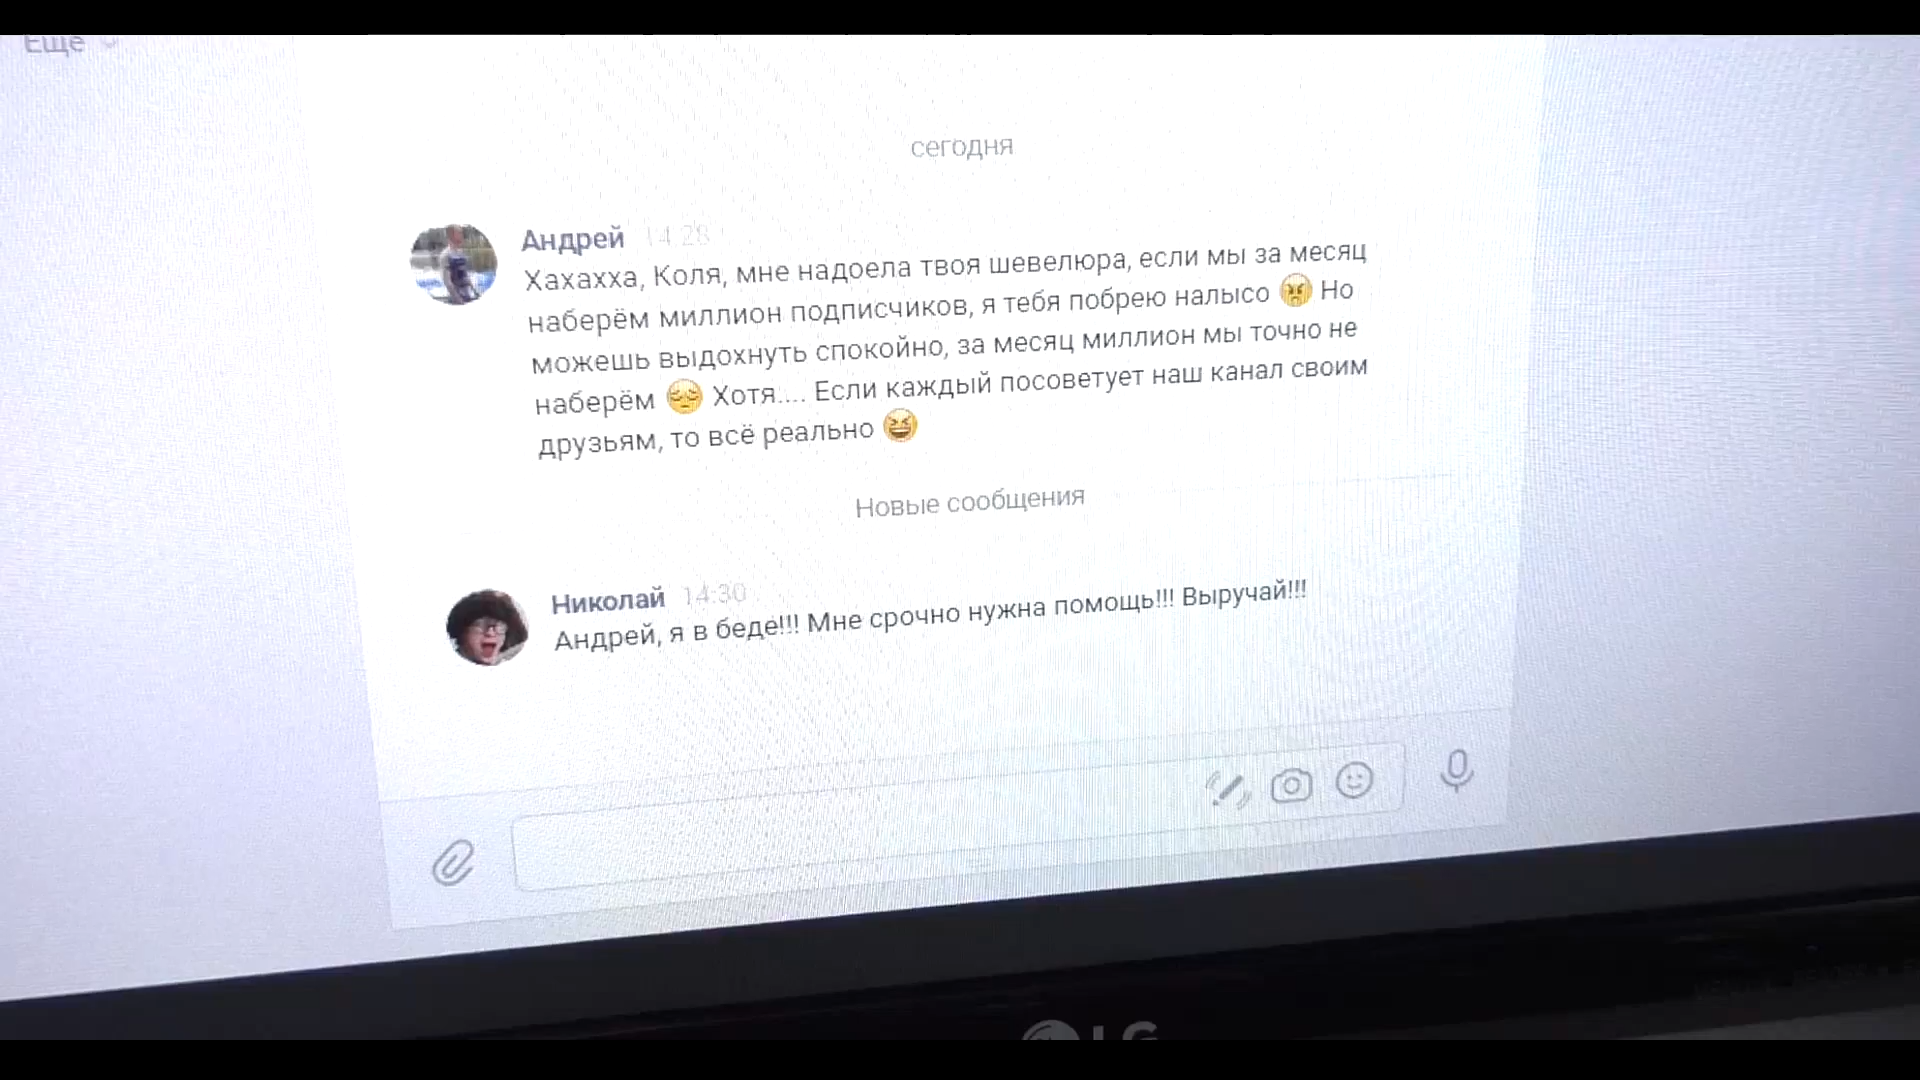 Ещё
сегодня
Андрей 14:28
Хахахха, Коля, мне надоела твоя шевелюра, если мы за месяц
наберём миллион подписчиков, я тебя побрею налысо 😠 Но
можешь выдохнуть спокойно, за месяц миллион мы точно не
наберём 😔 Хотя.... Если каждый посоветует наш канал своим
друзьям, то всё реально 😆
Новые сообщения
Николай 14:30
Андрей, я в беде!!! Мне срочно нужна помощь!!! Выручай!!!
LG